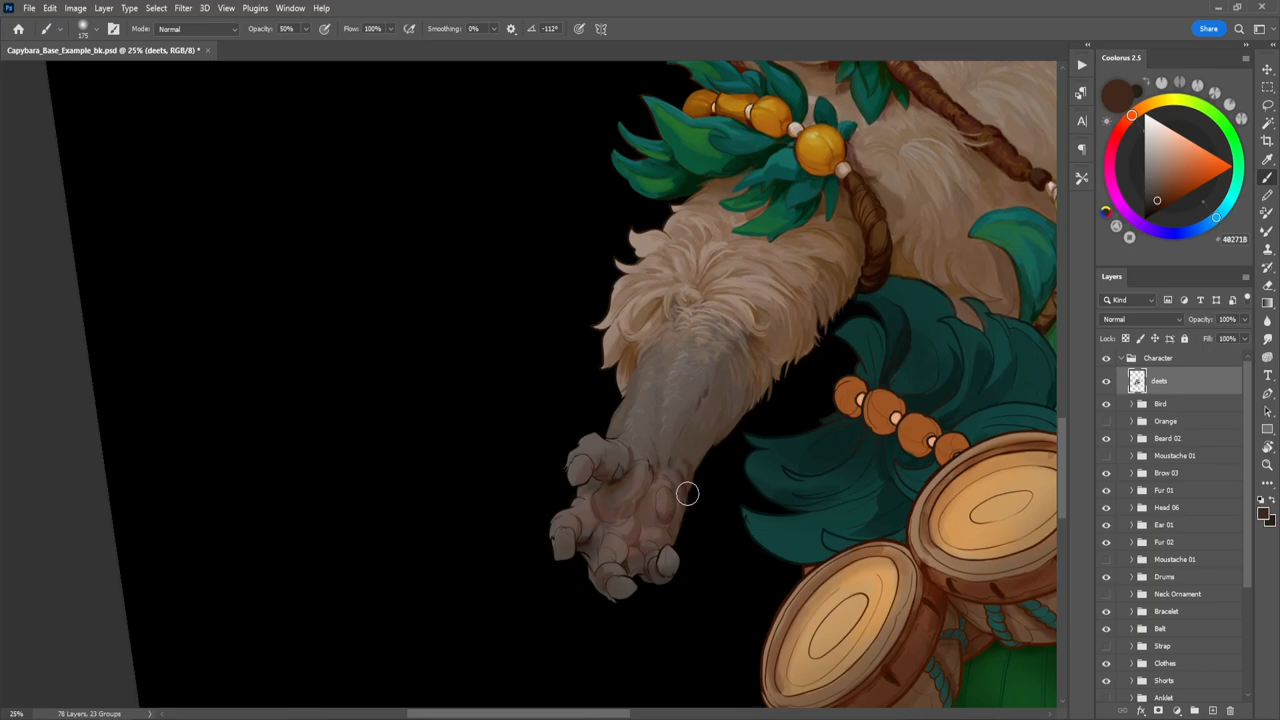 Ps File Edit Image Layer Type Select Filter 3D View Plugins Window Help
175 Mode: Normal Opacity: 50% Flow: 100% Smoothing: 0% -112° Share
Capybara_Base_Example_bk.psd @ 25% (deets, RGB/8) * ×
Coolorus 2.5
40271B
Layers
Kind
Normal Opacity: 100%
Lock: Fill: 100%
Character
deets
Bird
Orange
Beard 02
Moustache 01
Brow 03
Fur 01
Head 06
Ear 01
Fur 02
Moustache 01
Drums
Neck Ornament
Bracelet
Belt
Strap
Clothes
Shorts
Anklet
25% 78 Layers, 23 Groups